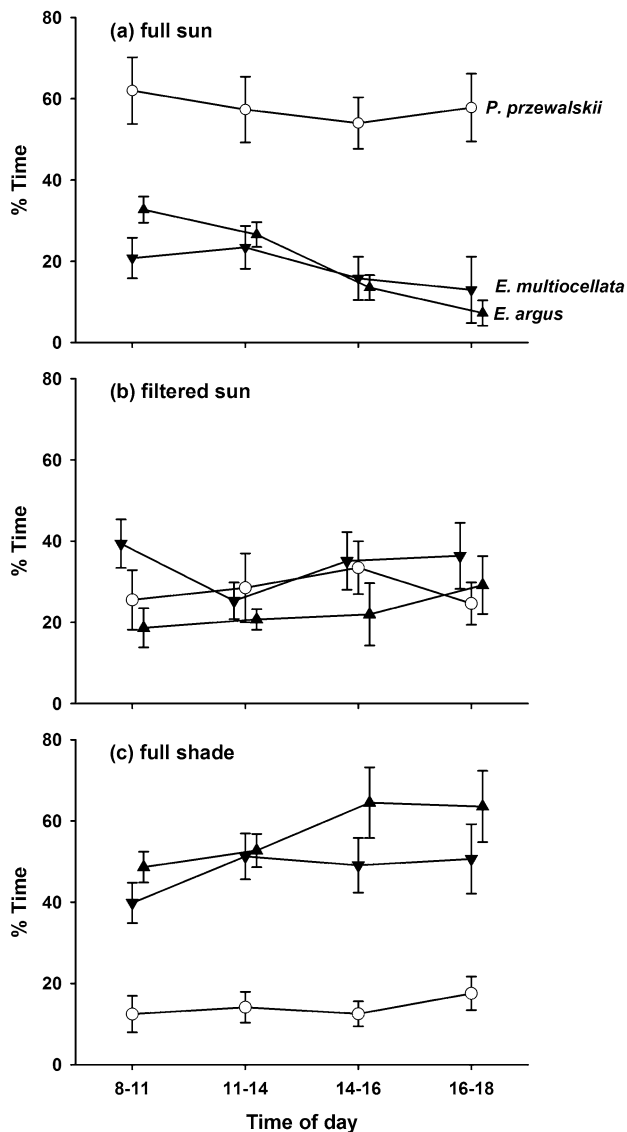 (a) full sun
80
60
40
20
0
% Time
P. przewalskii
E. multiocellata
E. argus
(b) filtered sun
80
60
40
20
0
% Time
(c) full shade
80
60
40
20
0
% Time
8-11 11-14 14-16 16-18
Time of day